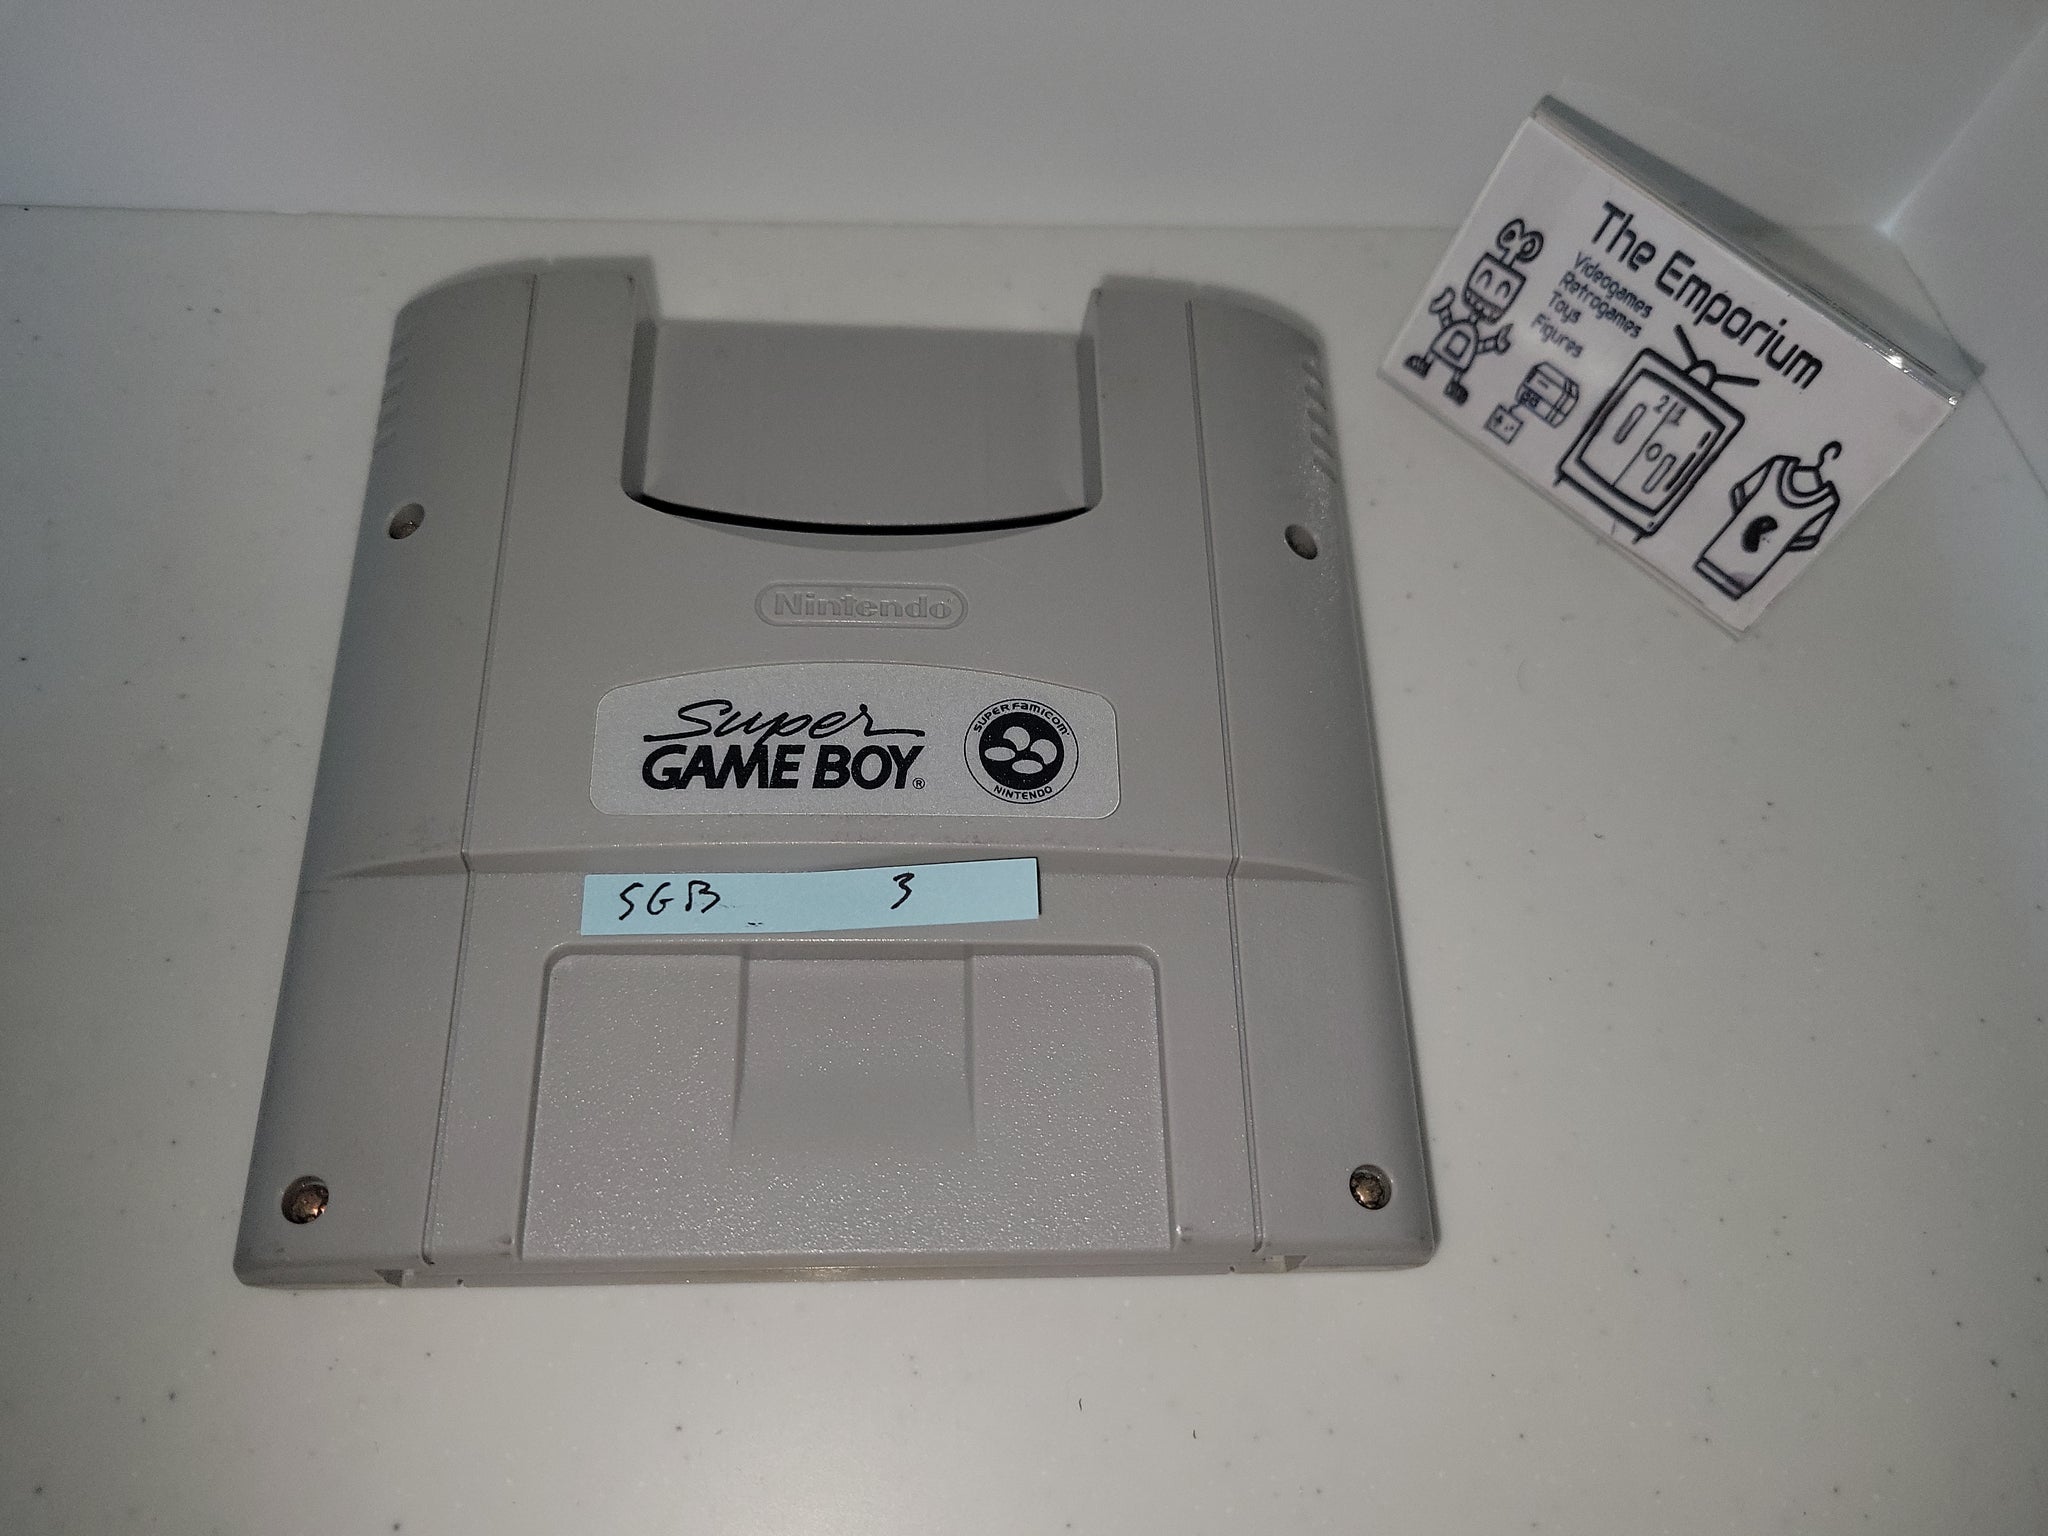 The Emporium
Videogames
Retrogames
Toys
Figures
Nintendo
Super
GAME BOY®
SUPER FAMICOM
NINTENDO
SGB 3